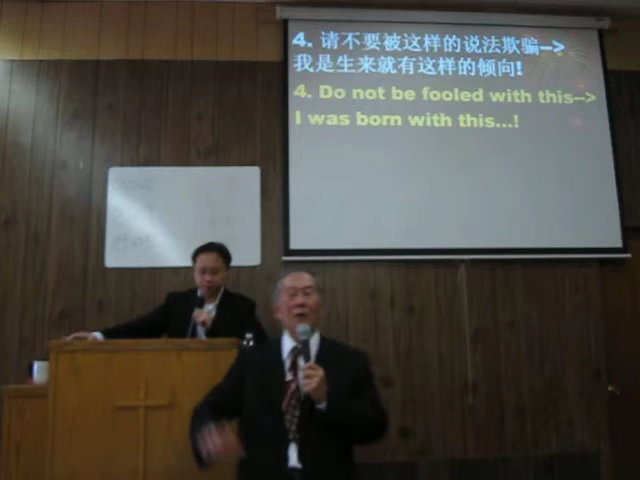 4. 请不要被这样的说法欺骗–>
我是生来就有这样的倾向!
4. Do not be fooled with this–>
I was born with this...!